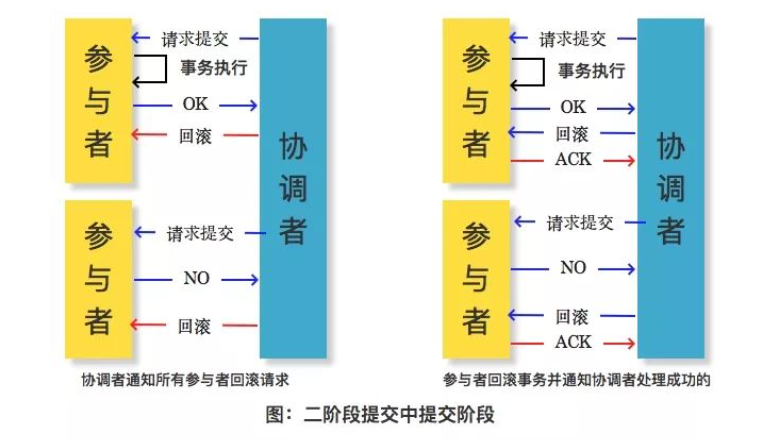 参与者
请求提交
事务执行
OK
回滚
参与者
请求提交
NO
回滚
协调者
协调者通知所有参与者回滚请求
参与者
请求提交
事务执行
OK
回滚
ACK
参与者
请求提交
NO
回滚
ACK
协调者
参与者回滚事务并通知协调者处理成功的
图：二阶段提交中提交阶段